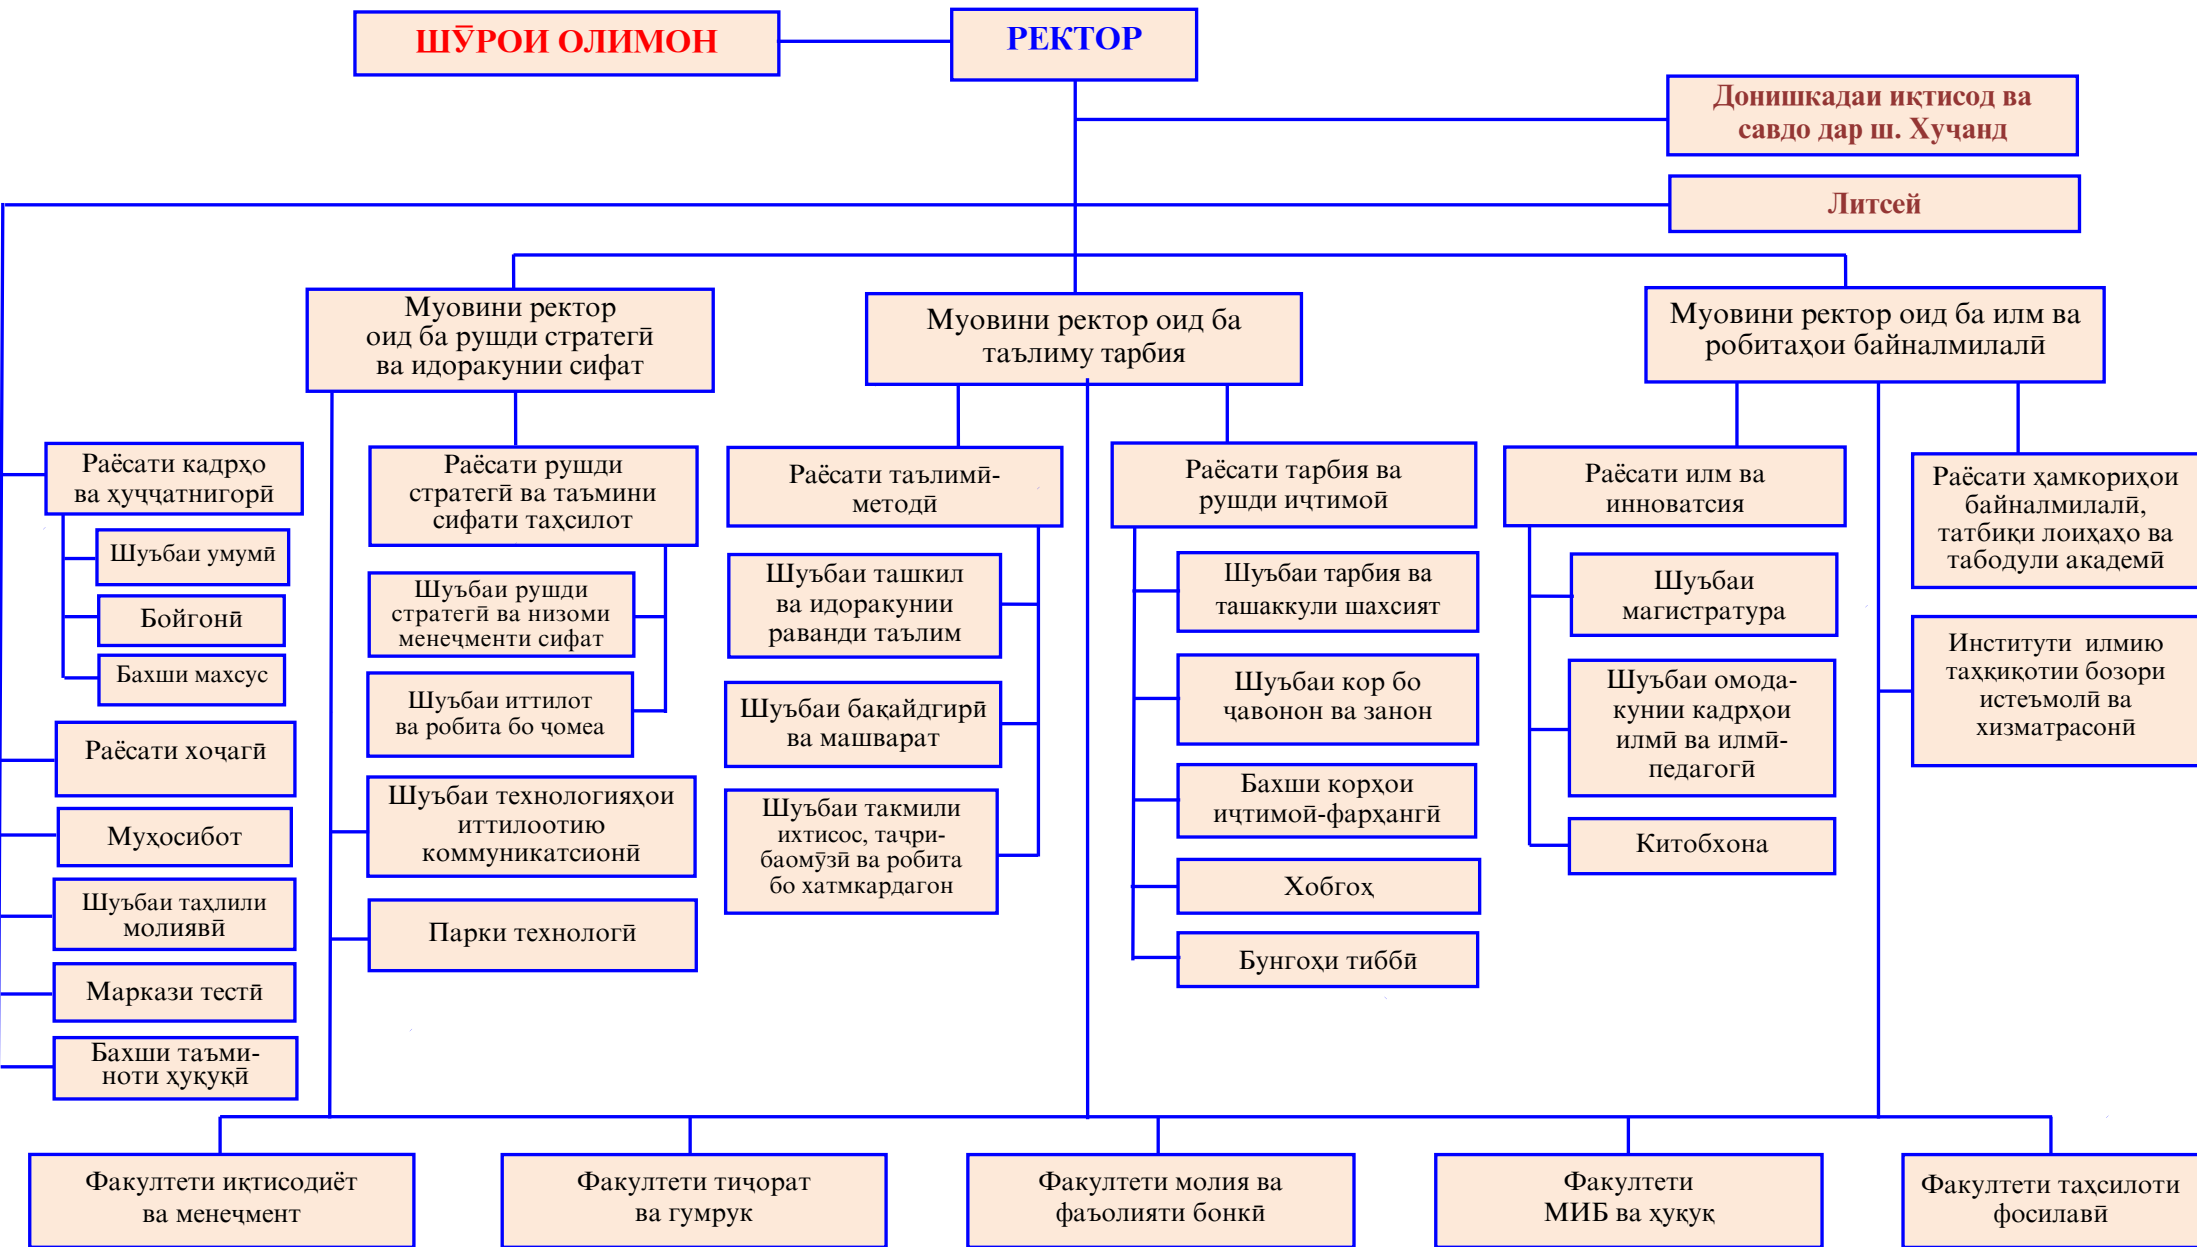 ШӮРОИ ОЛИМОН
РЕКТОР
Донишкадаи иқтисод ва
савдо дар ш. Хуҷанд
Литсей
Муовини ректор
оид ба рушди стратегӣ
ва идоракунии сифат
Муовини ректор оид ба
таълиму тарбия
Муовини ректор оид ба илм ва
робитаҳои байналмилалӣ
Раёсати кадрҳо
ва ҳуҷҷатнигорӣ
Шуъбаи умумӣ
Бойгонӣ
Бахши махсус
Раёсати хоҷагӣ
Муҳосибот
Шуъбаи таҳлили
молиявӣ
Маркази тестӣ
Бахши таъми-
ноти ҳуқуқӣ
Раёсати рушди
стратегӣ ва таъмини
сифати таҳсилот
Шуъбаи рушди
стратегӣ ва низоми
менеҷменти сифат
Шуъбаи иттилот
ва робита бо ҷомеа
Шуъбаи технологияҳои
иттилоотию
коммуникатсионӣ
Парки технологӣ
Раёсати таълимӣ-
методӣ
Шуъбаи ташкил
ва идоракунии
раванди таълим
Шуъбаи бақайдгирӣ
ва машварат
Шуъбаи такмили
ихтисос, таҷри-
баомӯзӣ ва робита
бо хатмкардагон
Раёсати тарбия ва
рушди иҷтимоӣ
Шуъбаи тарбия ва
ташаккули шахсият
Шуъбаи кор бо
ҷавонон ва занон
Бахши корҳои
иҷтимоӣ-фарҳангӣ
Хобгоҳ
Бунгоҳи тиббӣ
Раёсати илм ва
инноватсия
Шуъбаи
магистратура
Шуъбаи омода-
кунии кадрҳои
илмӣ ва илмӣ-
педагогӣ
Китобхона
Раёсати ҳамкориҳои
байналмилалӣ,
татбиқи лоиҳаҳо ва
табодули академӣ
Институти илмию
таҳқиқотии бозори
истеъмолӣ ва
хизматрасонӣ
Факултети иқтисодиёт
ва менеҷмент
Факултети тиҷорат
ва гумрук
Факултети молия ва
фаъолияти бонкӣ
Факултети
МИБ ва ҳуқуқ
Факултети таҳсилоти
фосилавӣ